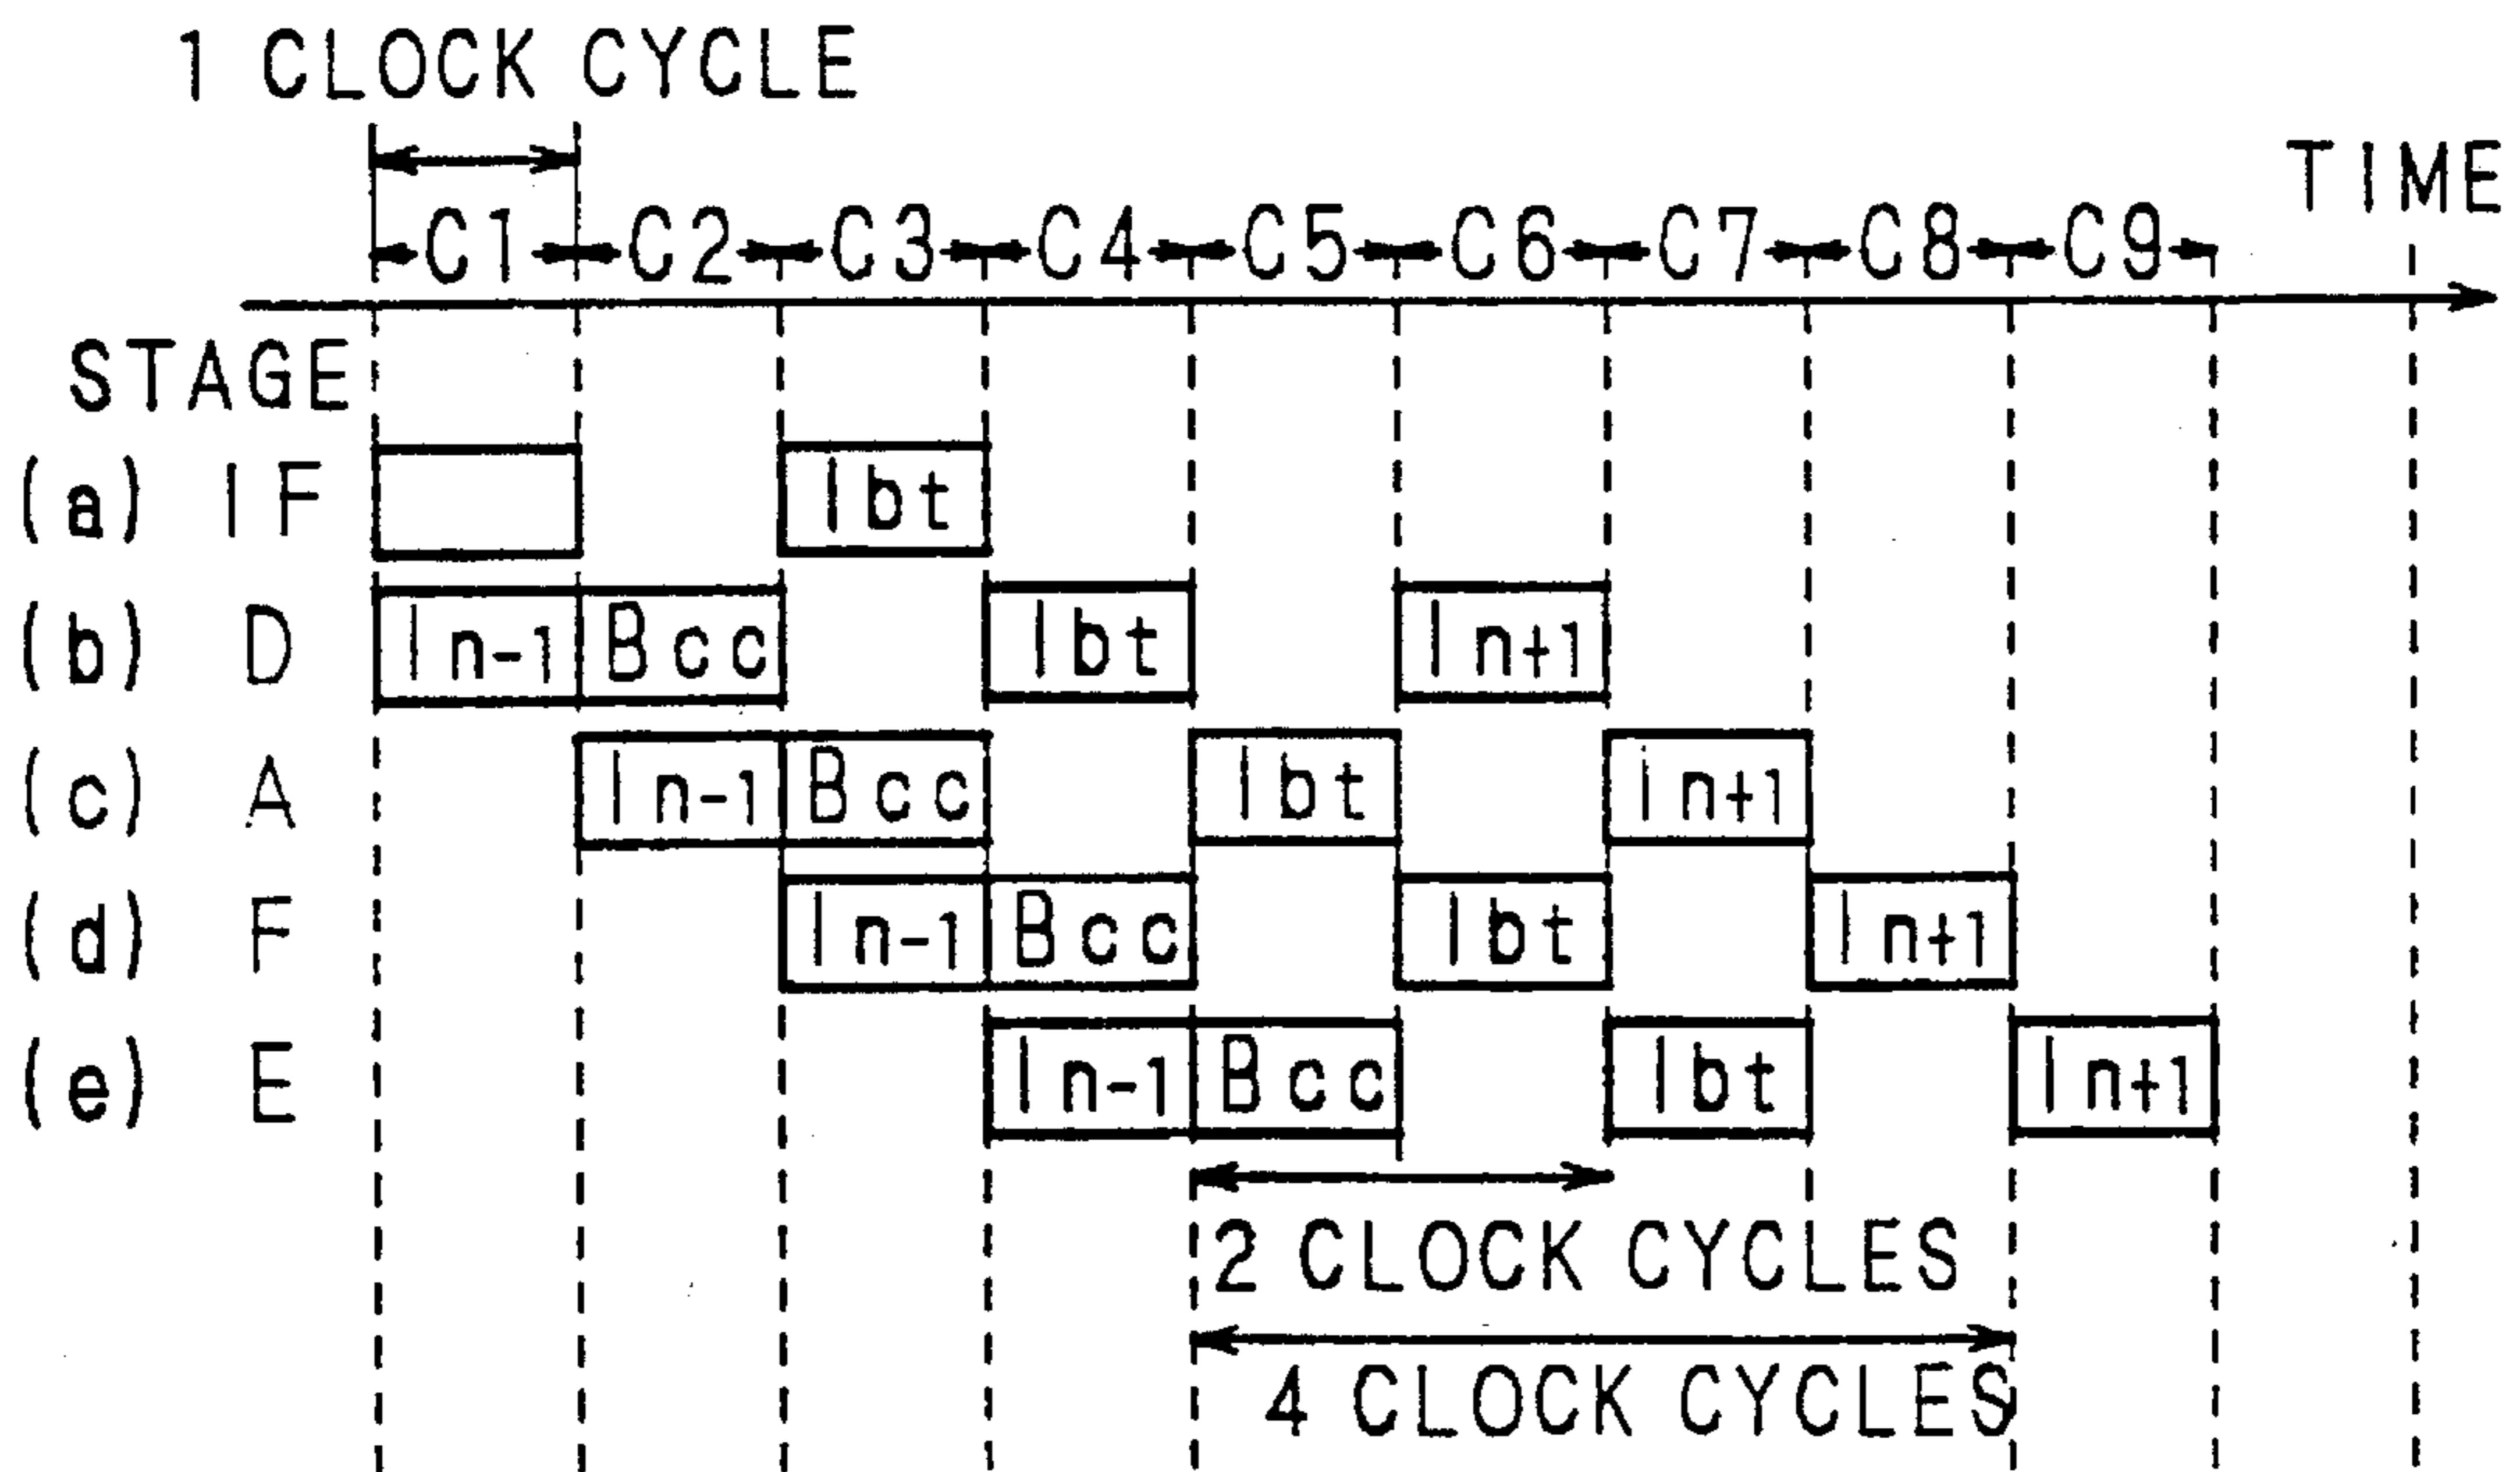 1 CLOCK CYCLE
TIME
C1 C2 C3 C4 C5 C6 C7 C8 C9
STAGE
(a) IF Ibt
(b) D In-1 Bcc Ibt In+1
(c) A In-1 Bcc Ibt in+1
(d) F In-1 Bcc Ibt In+1
(e) E In-1 Bcc Ibt In+1
2 CLOCK CYCLES
4 CLOCK CYCLES